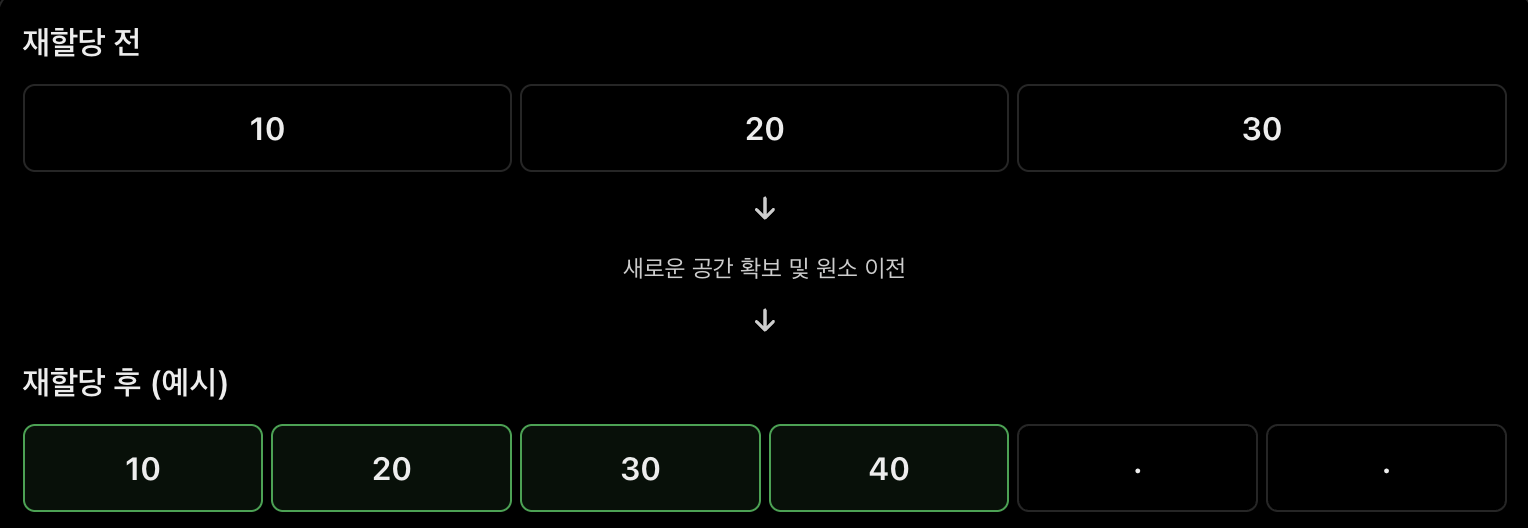 재할당 전
10 20 30
↓
새로운 공간 확보 및 원소 이전
↓
재할당 후 (예시)
10 20 30 40 · ·